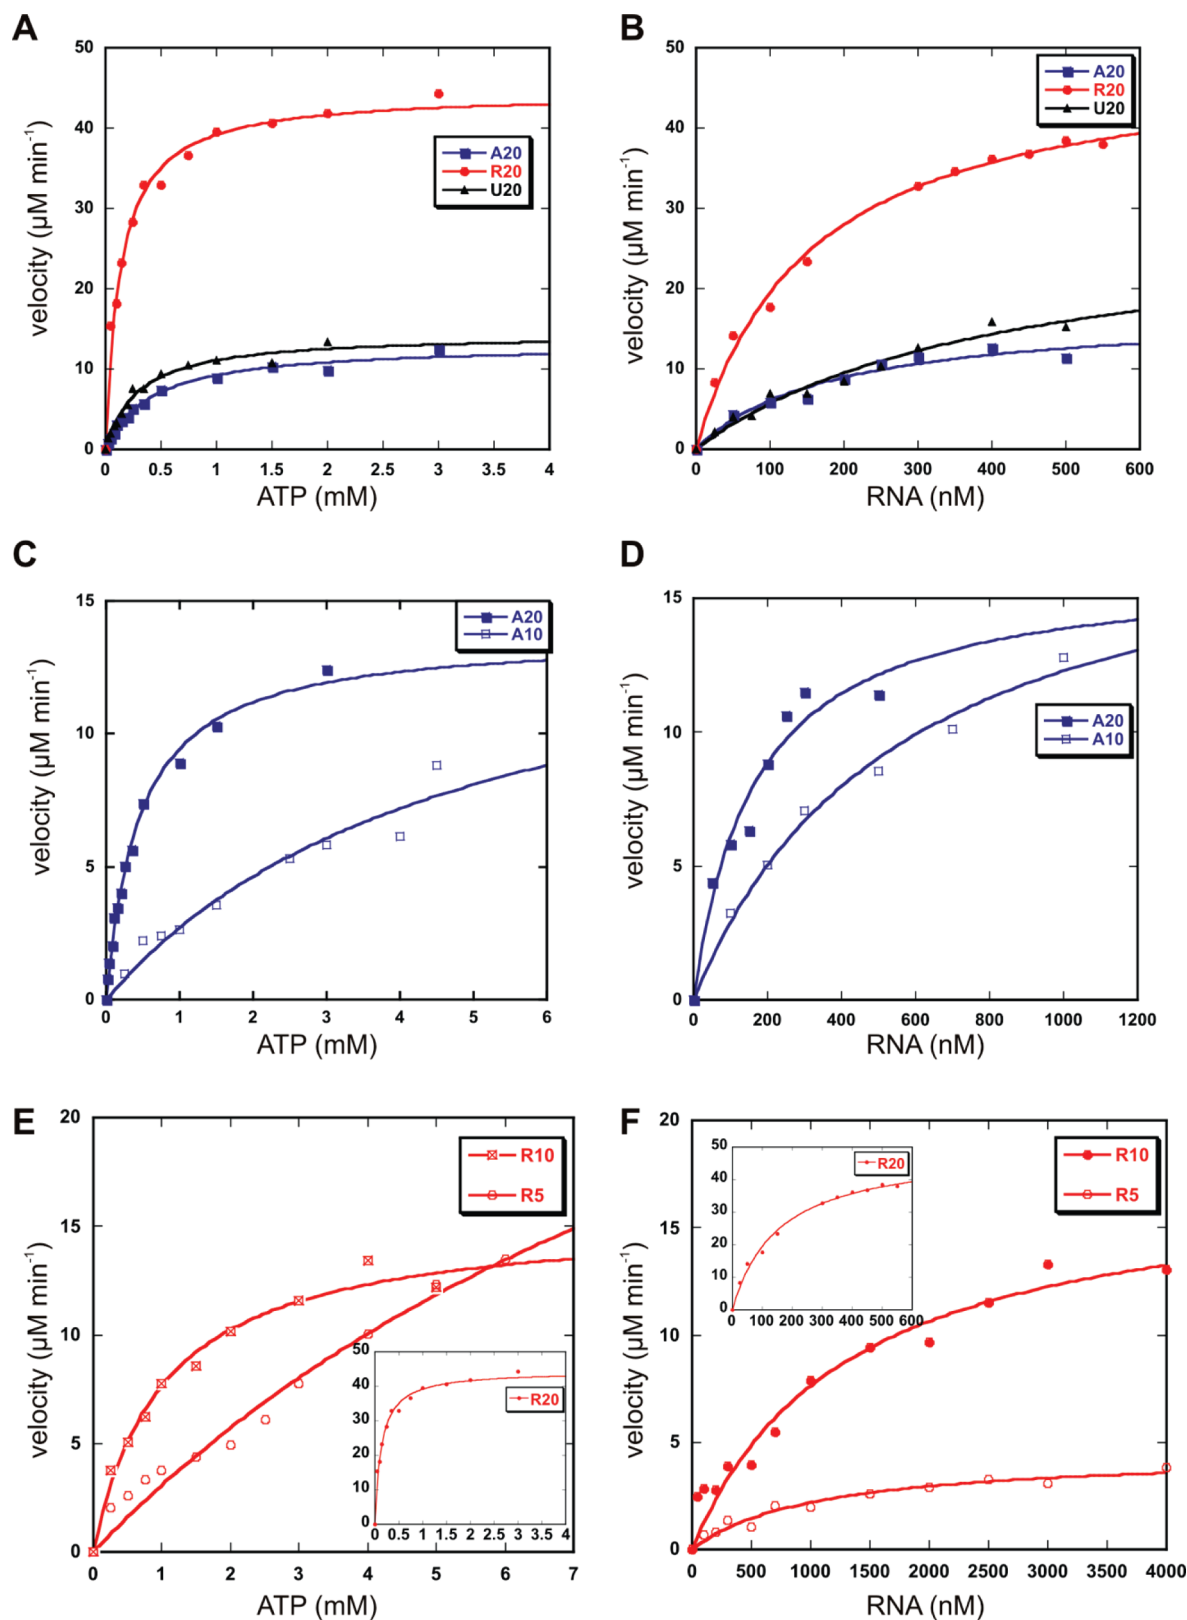 A
velocity (µM min⁻¹)
50
40
30
20
10
0
A20
R20
U20
0 0.5 1 1.5 2 2.5 3 3.5 4
ATP (mM)
B
velocity (µM min⁻¹)
50
40
30
20
10
0
A20
R20
U20
0 100 200 300 400 500 600
RNA (nM)
C
velocity (µM min⁻¹)
15
10
5
0
A20
A10
0 1 2 3 4 5 6
ATP (mM)
D
velocity (µM min⁻¹)
15
10
5
0
A20
A10
0 200 400 600 800 1000 1200
RNA (nM)
E
velocity (µM min⁻¹)
20
15
10
5
0
R10
R5
50
40
30
20
10
0
R20
0 0.5 1 1.5 2 2.5 3 3.5 4
0 1 2 3 4 5 6 7
ATP (mM)
F
velocity (µM min⁻¹)
20
15
10
5
0
50
40
30
20
10
0
R20
0 100 200 300 400 500 600
R10
R5
0 500 1000 1500 2000 2500 3000 3500 4000
RNA (nM)